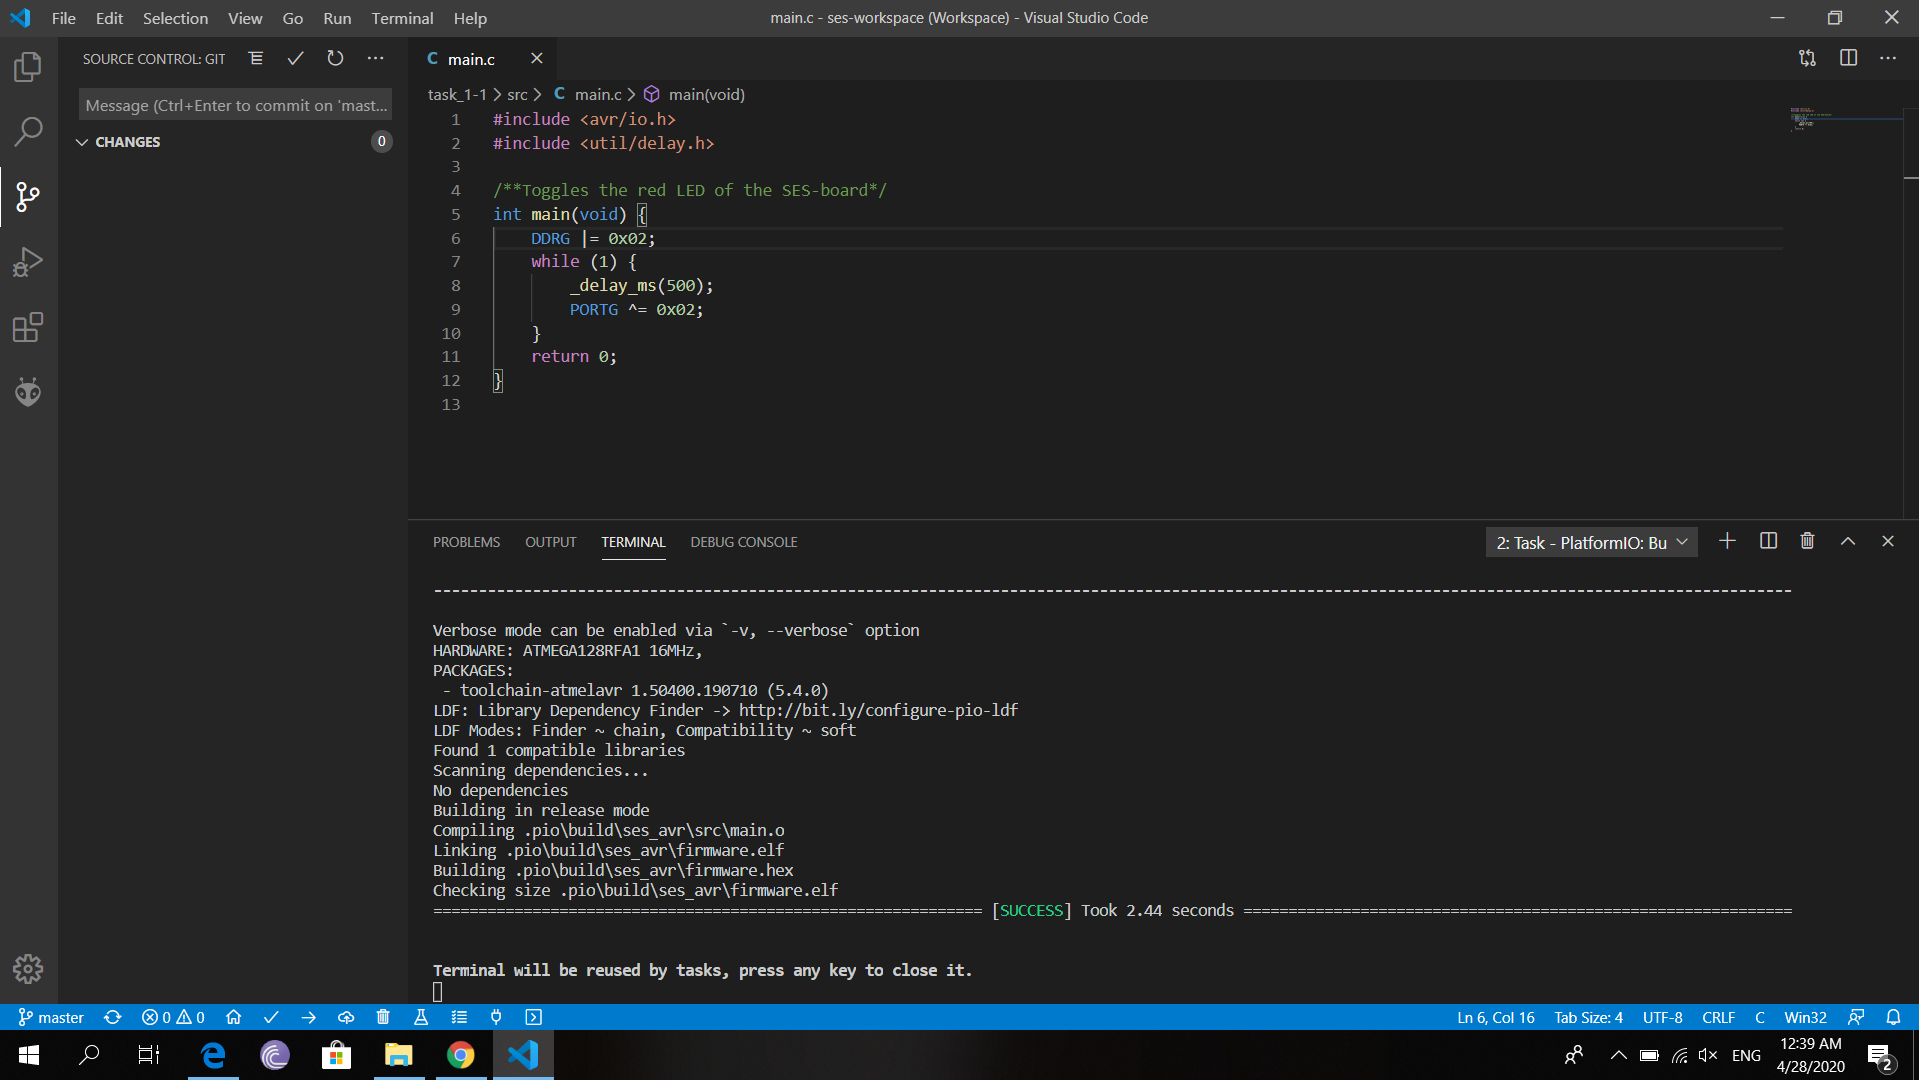 File Edit Selection View Go Run Terminal Help
main.c - ses-workspace (Workspace) - Visual Studio Code
SOURCE CONTROL: GIT
Message (Ctrl+Enter to commit on 'mast...
CHANGES 0
C main.c
task_1-1 > src > C main.c > main(void)
1 #include <avr/io.h>
2 #include <util/delay.h>
3
4 /**Toggles the red LED of the SES-board*/
5 int main(void) {
6 DDRG |= 0x02;
7 while (1) {
8 _delay_ms(500);
9 PORTG ^= 0x02;
10 }
11 return 0;
12 }
13
PROBLEMS OUTPUT TERMINAL DEBUG CONSOLE
2: Task - PlatformIO: Bu
-------------------------------------------------------------------------------------------------------------------------------------------------------
Verbose mode can be enabled via `-v, --verbose` option
HARDWARE: ATMEGA128RFA1 16MHz,
PACKAGES:
- toolchain-atmelavr 1.50400.190710 (5.4.0)
LDF: Library Dependency Finder -> http://bit.ly/configure-pio-ldf
LDF Modes: Finder ~ chain, Compatibility ~ soft
Found 1 compatible libraries
Scanning dependencies...
No dependencies
Building in release mode
Compiling .pio\build\ses_avr\src\main.o
Linking .pio\build\ses_avr\firmware.elf
Building .pio\build\ses_avr\firmware.hex
Checking size .pio\build\ses_avr\firmware.elf
============================================================= [SUCCESS] Took 2.44 seconds =============================================================
Terminal will be reused by tasks, press any key to close it.
master 0 0
Ln 6, Col 16 Tab Size: 4 UTF-8 CRLF C Win32
ENG
12:39 AM
4/28/2020
2